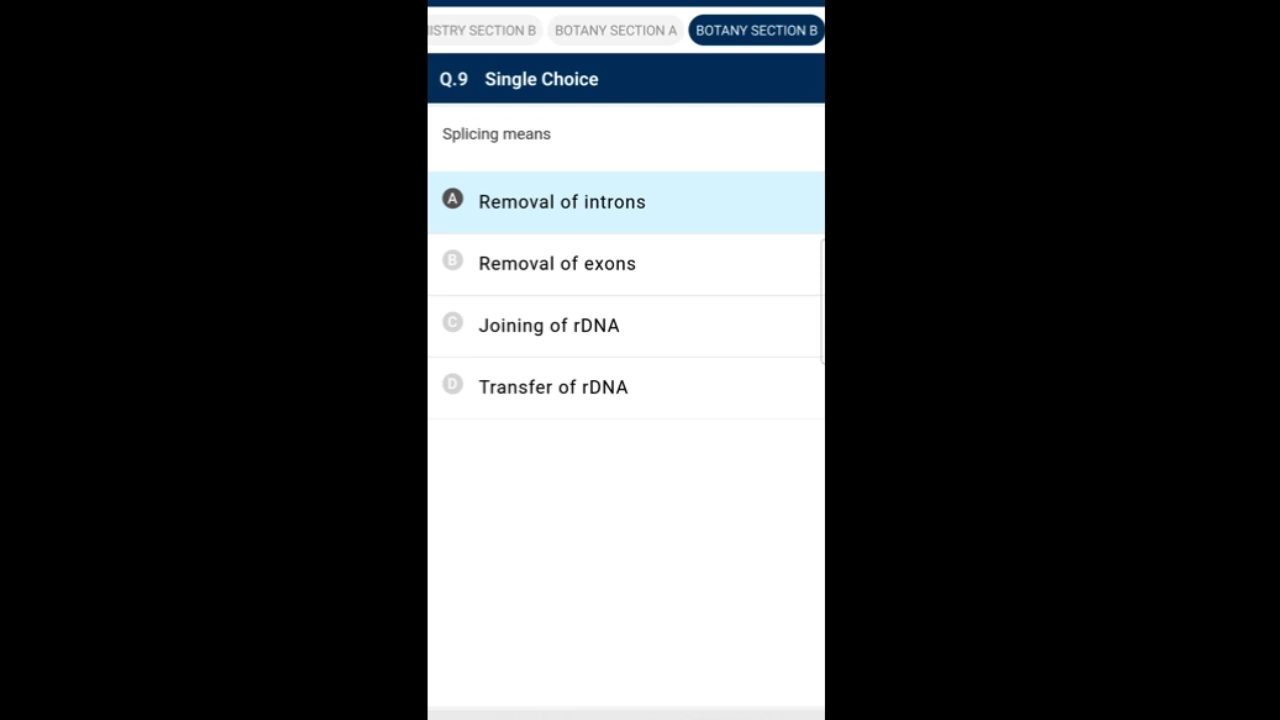 ISTRY SECTION B BOTANY SECTION A BOTANY SECTION B
Q.9 Single Choice
Splicing means
A Removal of introns
B Removal of exons
C Joining of rDNA
D Transfer of rDNA